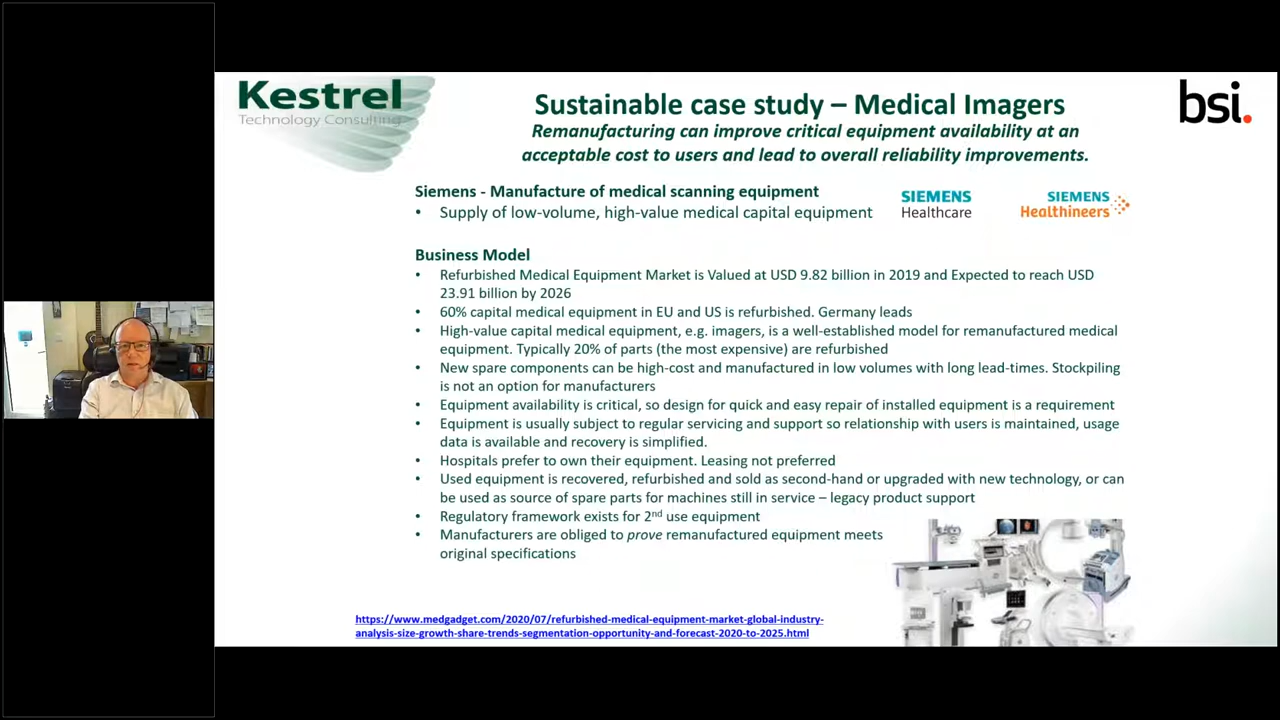 Kestrel
Technology Consulting
bsi.
Sustainable case study – Medical Imagers
Remanufacturing can improve critical equipment availability at an
acceptable cost to users and lead to overall reliability improvements.
Siemens - Manufacture of medical scanning equipment
• Supply of low-volume, high-value medical capital equipment
SIEMENS
Healthcare
SIEMENS
Healthineers
Business Model
• Refurbished Medical Equipment Market is Valued at USD 9.82 billion in 2019 and Expected to reach USD
23.91 billion by 2026
• 60% capital medical equipment in EU and US is refurbished. Germany leads
• High-value capital medical equipment, e.g. imagers, is a well-established model for remanufactured medical
equipment. Typically 20% of parts (the most expensive) are refurbished
• New spare components can be high-cost and manufactured in low volumes with long lead-times. Stockpiling
is not an option for manufacturers
• Equipment availability is critical, so design for quick and easy repair of installed equipment is a requirement
• Equipment is usually subject to regular servicing and support so relationship with users is maintained, usage
data is available and recovery is simplified.
• Hospitals prefer to own their equipment. Leasing not preferred
• Used equipment is recovered, refurbished and sold as second-hand or upgraded with new technology, or can
be used as source of spare parts for machines still in service – legacy product support
• Regulatory framework exists for 2nd use equipment
• Manufacturers are obliged to prove remanufactured equipment meets
original specifications
https://www.medgadget.com/2020/07/refurbished-medical-equipment-market-global-industry-
analysis-size-growth-share-trends-segmentation-opportunity-and-forecast-2020-to-2025.html